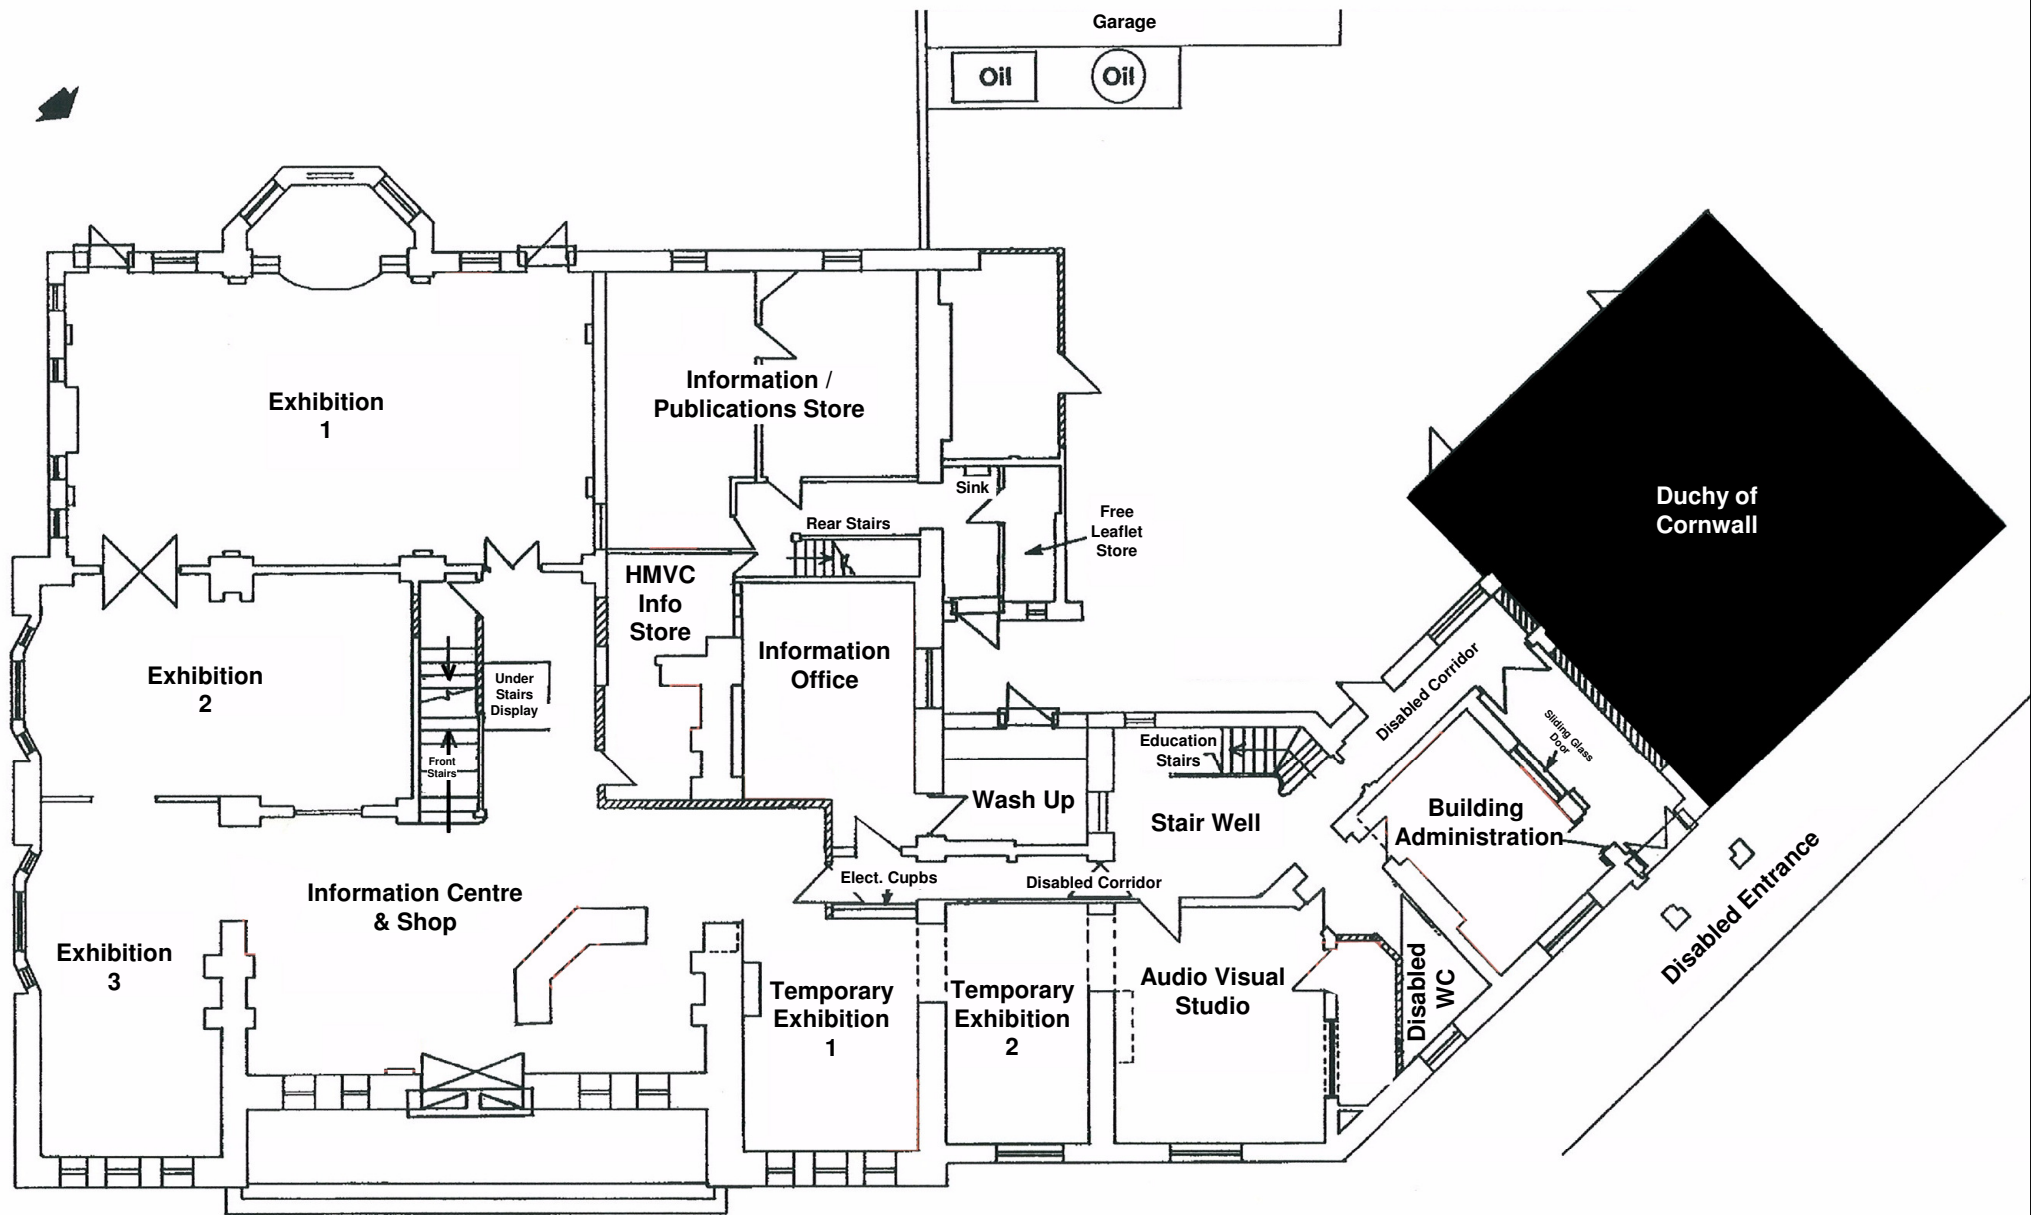 Garage
Oil
Oil
Exhibition
1
Information /
Publications Store
Sink
Rear Stairs
Free
Leaflet
Store
Duchy of
Cornwall
HMVC
Info
Store
Information
Office
Exhibition
2
Under
Stairs
Display
Front
Stairs
Education
Stairs
Disabled Corridor
Sliding Glass
Door
Wash Up
Stair Well
Building
Administration
Elect. Cupbs
Disabled Corridor
Information Centre
& Shop
Exhibition
3
Temporary
Exhibition
1
Temporary
Exhibition
2
Audio Visual
Studio
Disabled
WC
Disabled Entrance